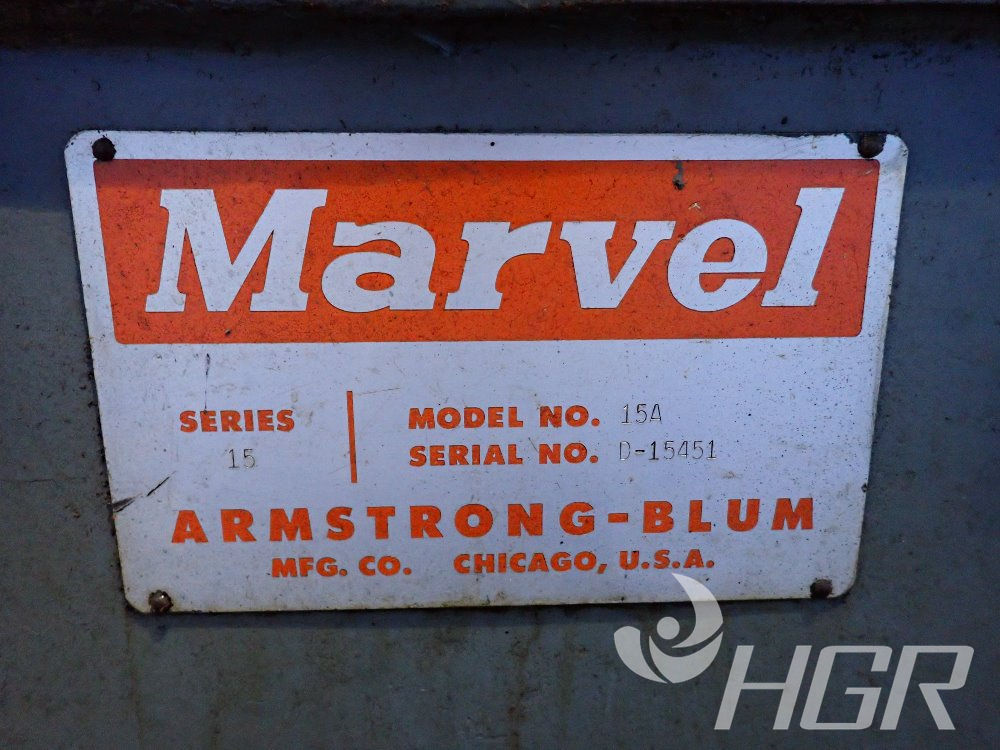 Marvel
SERIES
15
MODEL NO. 15A
SERIAL NO. D-15451
ARMSTRONG-BLUM
MFG. CO. CHICAGO, U.S.A.
HGR